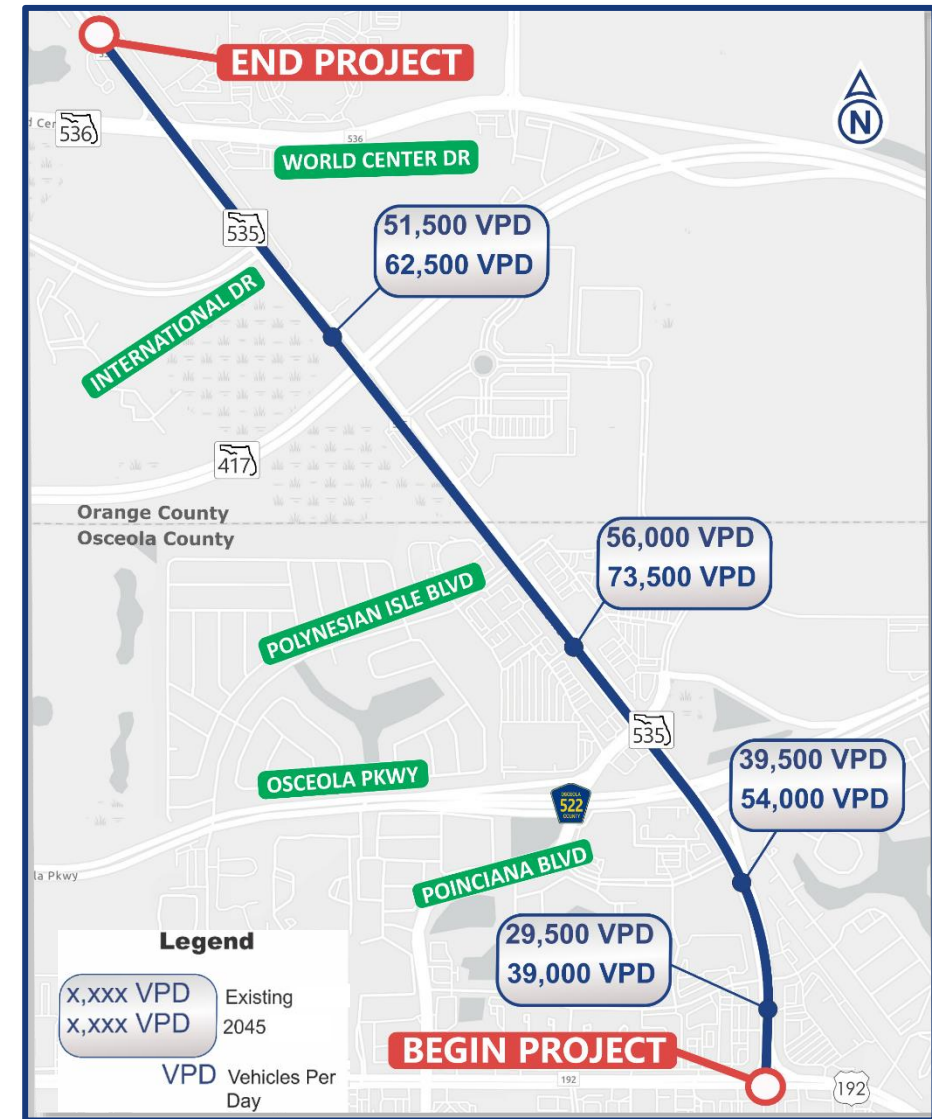 END PROJECT
N
d Cen
536
536
WORLD CENTER DR
535
51,500 VPD
62,500 VPD
INTERNATIONAL DR
417
Orange County
Osceola County
56,000 VPD
73,500 VPD
POLYNESIAN ISLE BLVD
535
39,500 VPD
54,000 VPD
OSCEOLA PKWY
OSCEOLA
522
COUNTY
la Pkwy
POINCIANA BLVD
29,500 VPD
39,000 VPD
Legend
x,xxx VPD Existing
x,xxx VPD 2045
VPD Vehicles Per
Day
BEGIN PROJECT
192
192